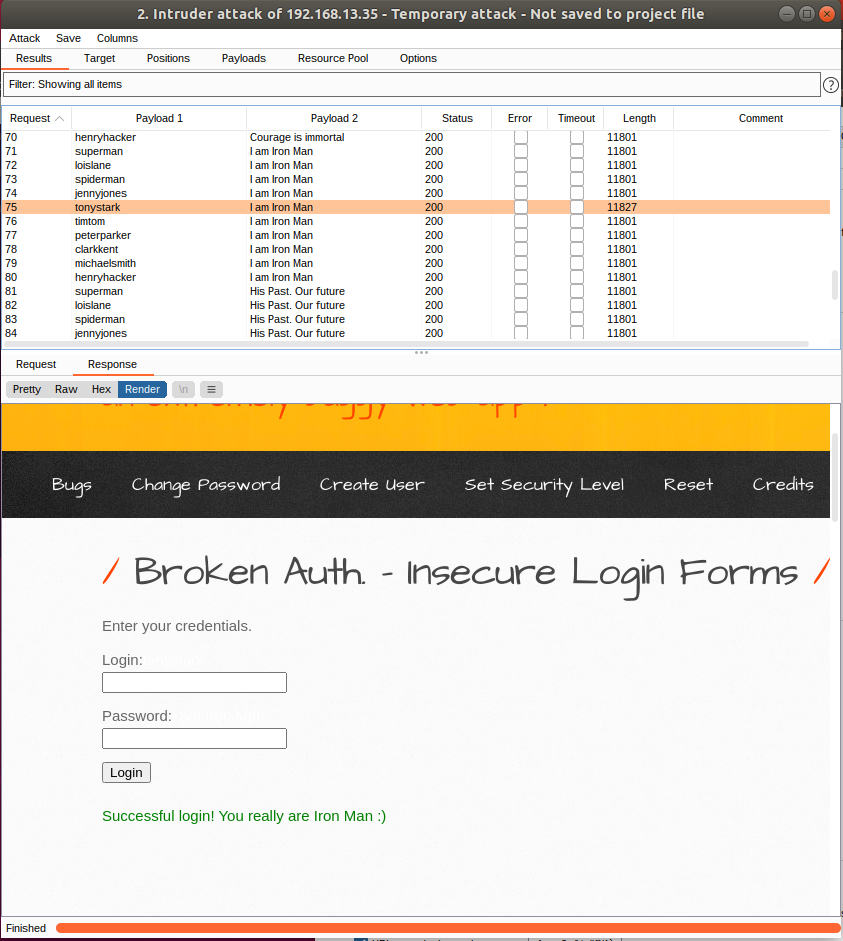 2. Intruder attack of 192.168.13.35 - Temporary attack - Not saved to project file
Attack Save Columns
Results Target Positions Payloads Resource Pool Options
Filter: Showing all items ?
Request Payload 1 Payload 2 Status Error Timeout Length Comment
70 henryhacker Courage is immortal 200 11801
71 superman I am Iron Man 200 11801
72 loislane I am Iron Man 200 11801
73 spiderman I am Iron Man 200 11801
74 jennyjones I am Iron Man 200 11801
75 tonystark I am Iron Man 200 11827
76 timtom I am Iron Man 200 11801
77 peterparker I am Iron Man 200 11801
78 clarkkent I am Iron Man 200 11801
79 michaelsmith I am Iron Man 200 11801
80 henryhacker I am Iron Man 200 11801
81 superman His Past. Our future 200 11801
82 loislane His Past. Our future 200 11801
83 spiderman His Past. Our future 200 11801
84 jennyjones His Past. Our future 200 11801
Request Response
Pretty Raw Hex Render \n ≡
Bugs Change Password Create User Set Security Level Reset Credits
/ Broken Auth. - Insecure Login Forms /
Enter your credentials.
Login:
Password:
Login
Successful login! You really are Iron Man :)
Finished